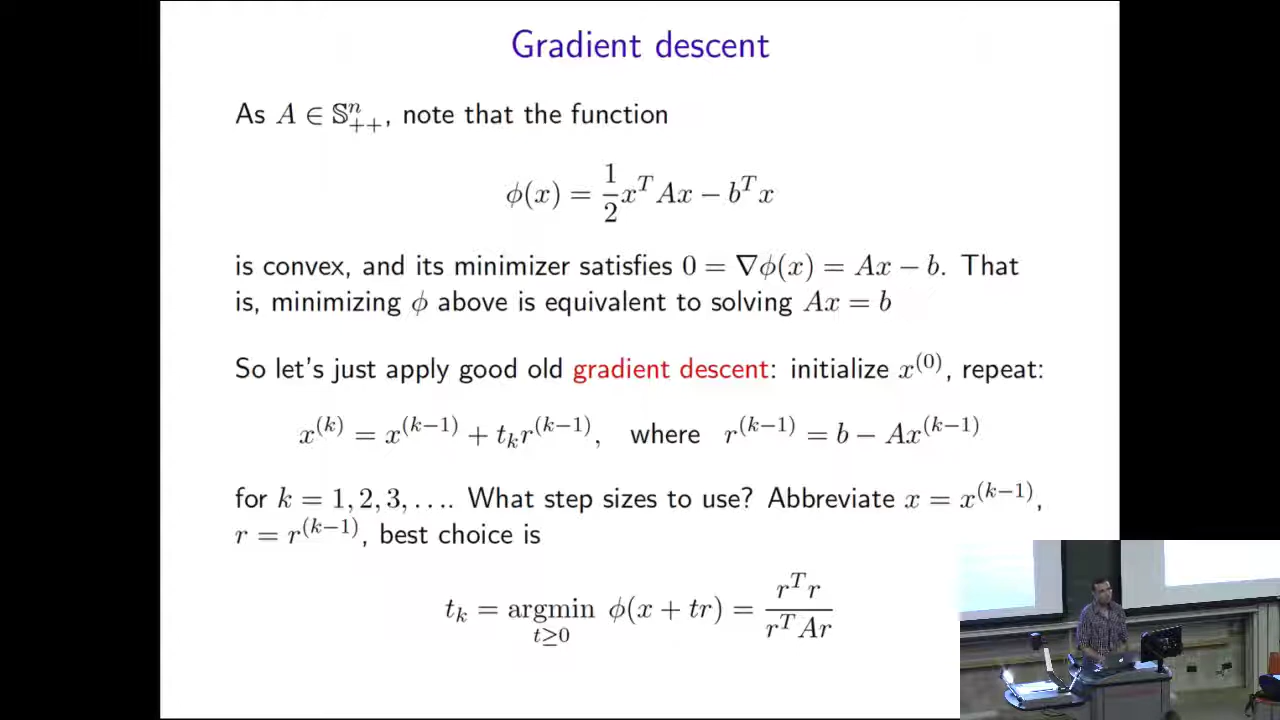 Gradient descent
As A ∈ 𝕊ⁿ₊₊, note that the function
ϕ(x) = 1/2 xᵀAx − bᵀx
is convex, and its minimizer satisfies 0 = ∇ϕ(x) = Ax − b. That
is, minimizing ϕ above is equivalent to solving Ax = b
So let's just apply good old gradient descent: initialize x⁽⁰⁾, repeat:
x⁽ᵏ⁾ = x⁽ᵏ⁻¹⁾ + tₖr⁽ᵏ⁻¹⁾, where r⁽ᵏ⁻¹⁾ = b − Ax⁽ᵏ⁻¹⁾
for k = 1, 2, 3, .... What step sizes to use? Abbreviate x = x⁽ᵏ⁻¹⁾,
r = r⁽ᵏ⁻¹⁾, best choice is
tₖ = argmin t≥0 ϕ(x + tr) = rᵀr / rᵀAr